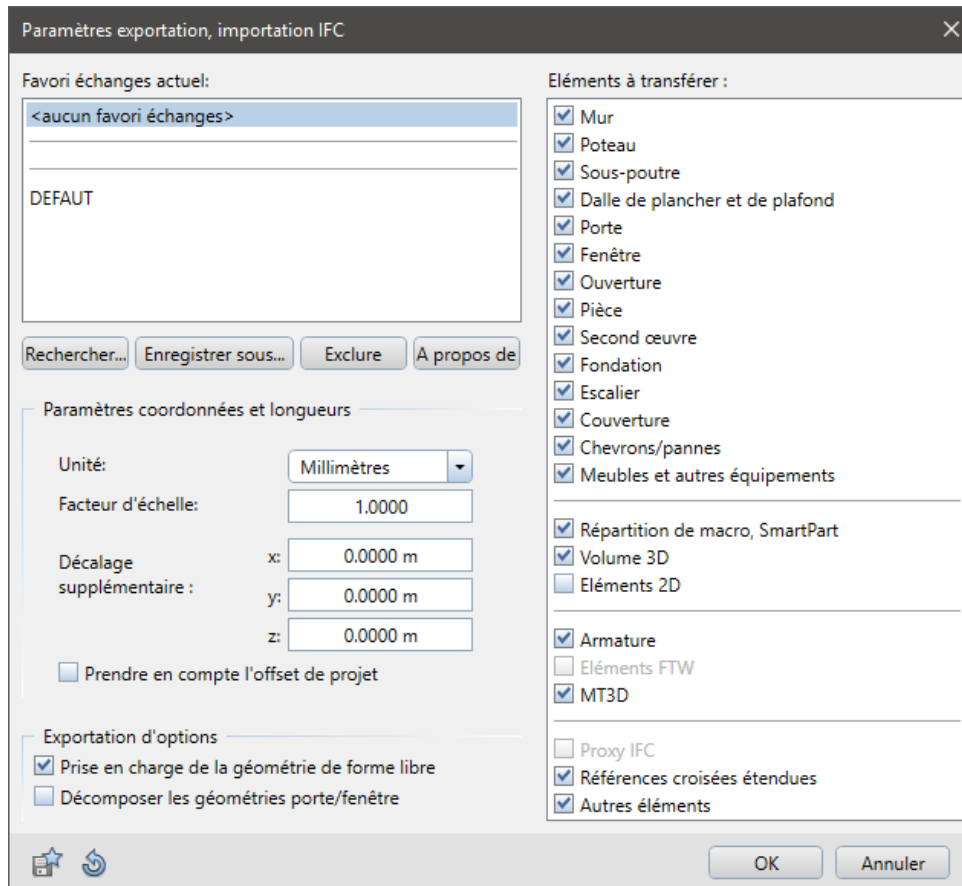 Paramètres exportation, importation IFC
Favori échanges actuel:
<aucun favori échanges>
DEFAUT
Rechercher...
Enregistrer sous...
Exclure
A propos de
Paramètres coordonnées et longueurs
Unité:
Millimètres
Facteur d'échelle:
1.0000
Décalage
supplémentaire :
x:
0.0000 m
y:
0.0000 m
z:
0.0000 m
Prendre en compte l'offset de projet
Exportation d'options
Prise en charge de la géométrie de forme libre
Décomposer les géométries porte/fenêtre
Eléments à transférer :
Mur
Poteau
Sous-poutre
Dalle de plancher et de plafond
Porte
Fenêtre
Ouverture
Pièce
Second œuvre
Fondation
Escalier
Couverture
Chevrons/pannes
Meubles et autres équipements
Répartition de macro, SmartPart
Volume 3D
Eléments 2D
Armature
Eléments FTW
MT3D
Proxy IFC
Références croisées étendues
Autres éléments
OK
Annuler